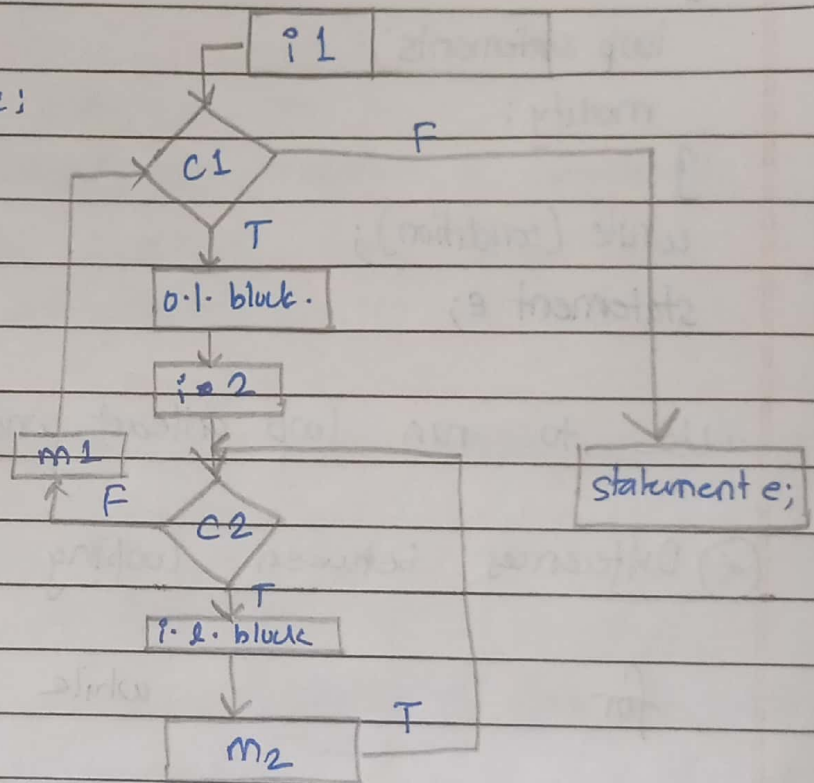 i1
e;
F
C1
T
o.l. block.
i=2
m1
statement e;
F
C2
T
i.l. block
T
m2